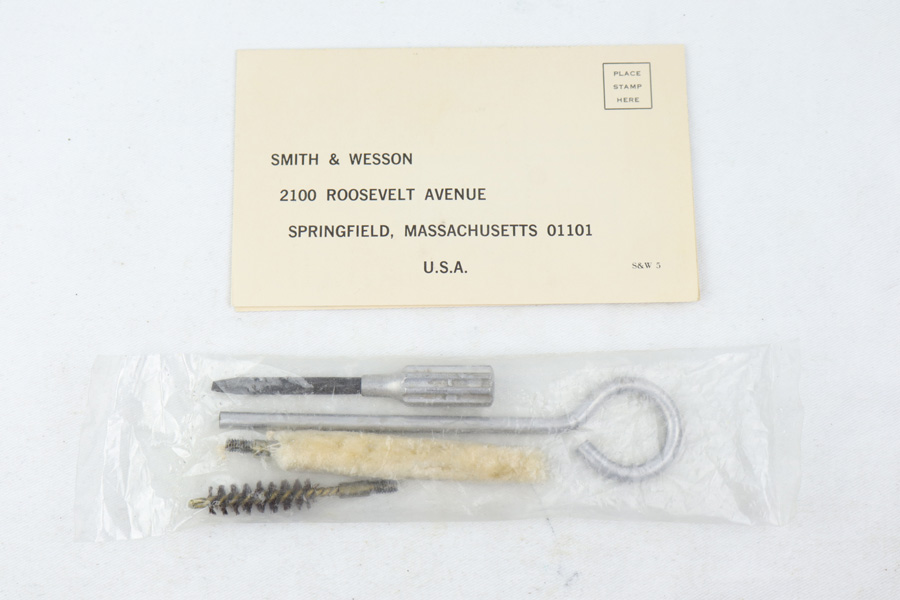 PLACE
STAMP
HERE
SMITH & WESSON
2100 ROOSEVELT AVENUE
SPRINGFIELD, MASSACHUSETTS 01101
U.S.A.
S&W 5